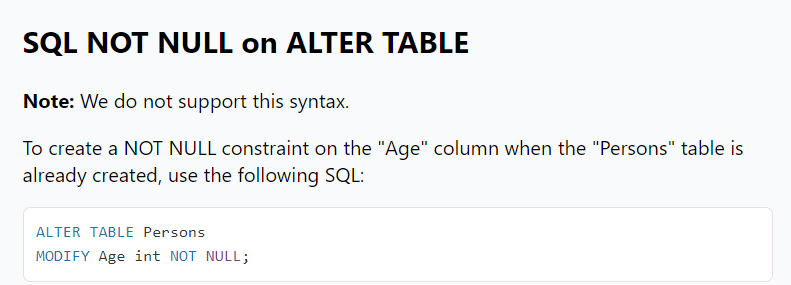 SQL NOT NULL on ALTER TABLE
Note: We do not support this syntax.
To create a NOT NULL constraint on the "Age" column when the "Persons" table is
already created, use the following SQL:
ALTER TABLE Persons
MODIFY Age int NOT NULL;